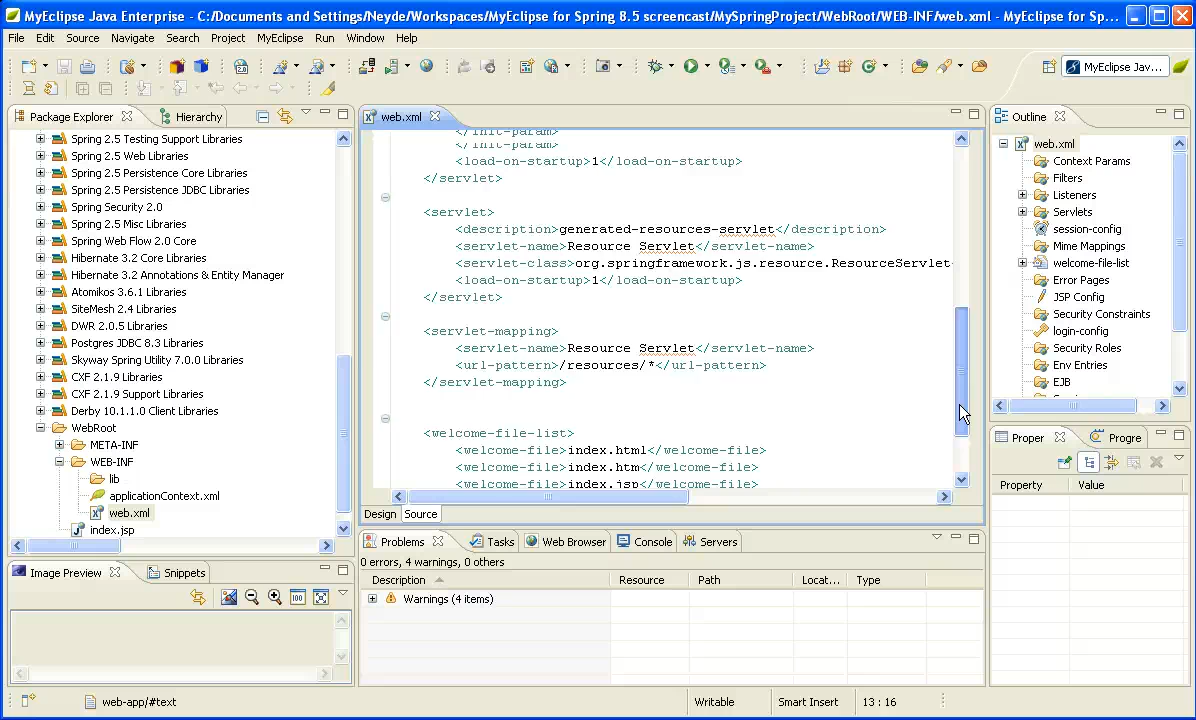 MyEclipse Java Enterprise - C:/Documents and Settings/Neyde/Workspaces/MyEclipse for Spring 8.5 screencast/MySpringProject/WebRoot/WEB-INF/web.xml - MyEclipse for Sp...
File Edit Source Navigate Search Project MyEclipse Run Window Help
MyEclipse Jav...
Package Explorer Hierarchy
Spring 2.5 Testing Support Libraries
Spring 2.5 Web Libraries
Spring 2.5 Persistence Core Libraries
Spring 2.5 Persistence JDBC Libraries
Spring Security 2.0
Spring 2.5 Misc Libraries
Spring Web Flow 2.0 Core
Hibernate 3.2 Core Libraries
Hibernate 3.2 Annotations & Entity Manager
Atomikos 3.6.1 Libraries
SiteMesh 2.4 Libraries
DWR 2.0.5 Libraries
Postgres JDBC 8.3 Libraries
Skyway Spring Utility 7.0.0 Libraries
CXF 2.1.9 Libraries
CXF 2.1.9 Support Libraries
Derby 10.1.1.0 Client Libraries
WebRoot
META-INF
WEB-INF
lib
applicationContext.xml
web.xml
index.jsp
Image Preview Snippets
web.xml
</init-param>
</init-param>
<load-on-startup>1</load-on-startup>
</servlet>
<servlet>
<description>generated-resources-servlet</description>
<servlet-name>Resource Servlet</servlet-name>
<servlet-class>org.springframework.js.resource.ResourceServlet
<load-on-startup>1</load-on-startup>
</servlet>
<servlet-mapping>
<servlet-name>Resource Servlet</servlet-name>
<url-pattern>/resources/*</url-pattern>
</servlet-mapping>
<welcome-file-list>
<welcome-file>index.html</welcome-file>
<welcome-file>index.htm</welcome-file>
<welcome-file>index.jsp</welcome-file>
Design Source
Problems Tasks Web Browser Console Servers
0 errors, 4 warnings, 0 others
Description Resource Path Locat... Type
Warnings (4 items)
Outline
web.xml
Context Params
Filters
Listeners
Servlets
session-config
Mime Mappings
welcome-file-list
Error Pages
JSP Config
Security Constraints
login-config
Security Roles
Env Entries
EJB
Proper Progre
Property Value
web-app/#text Writable Smart Insert 13 : 16